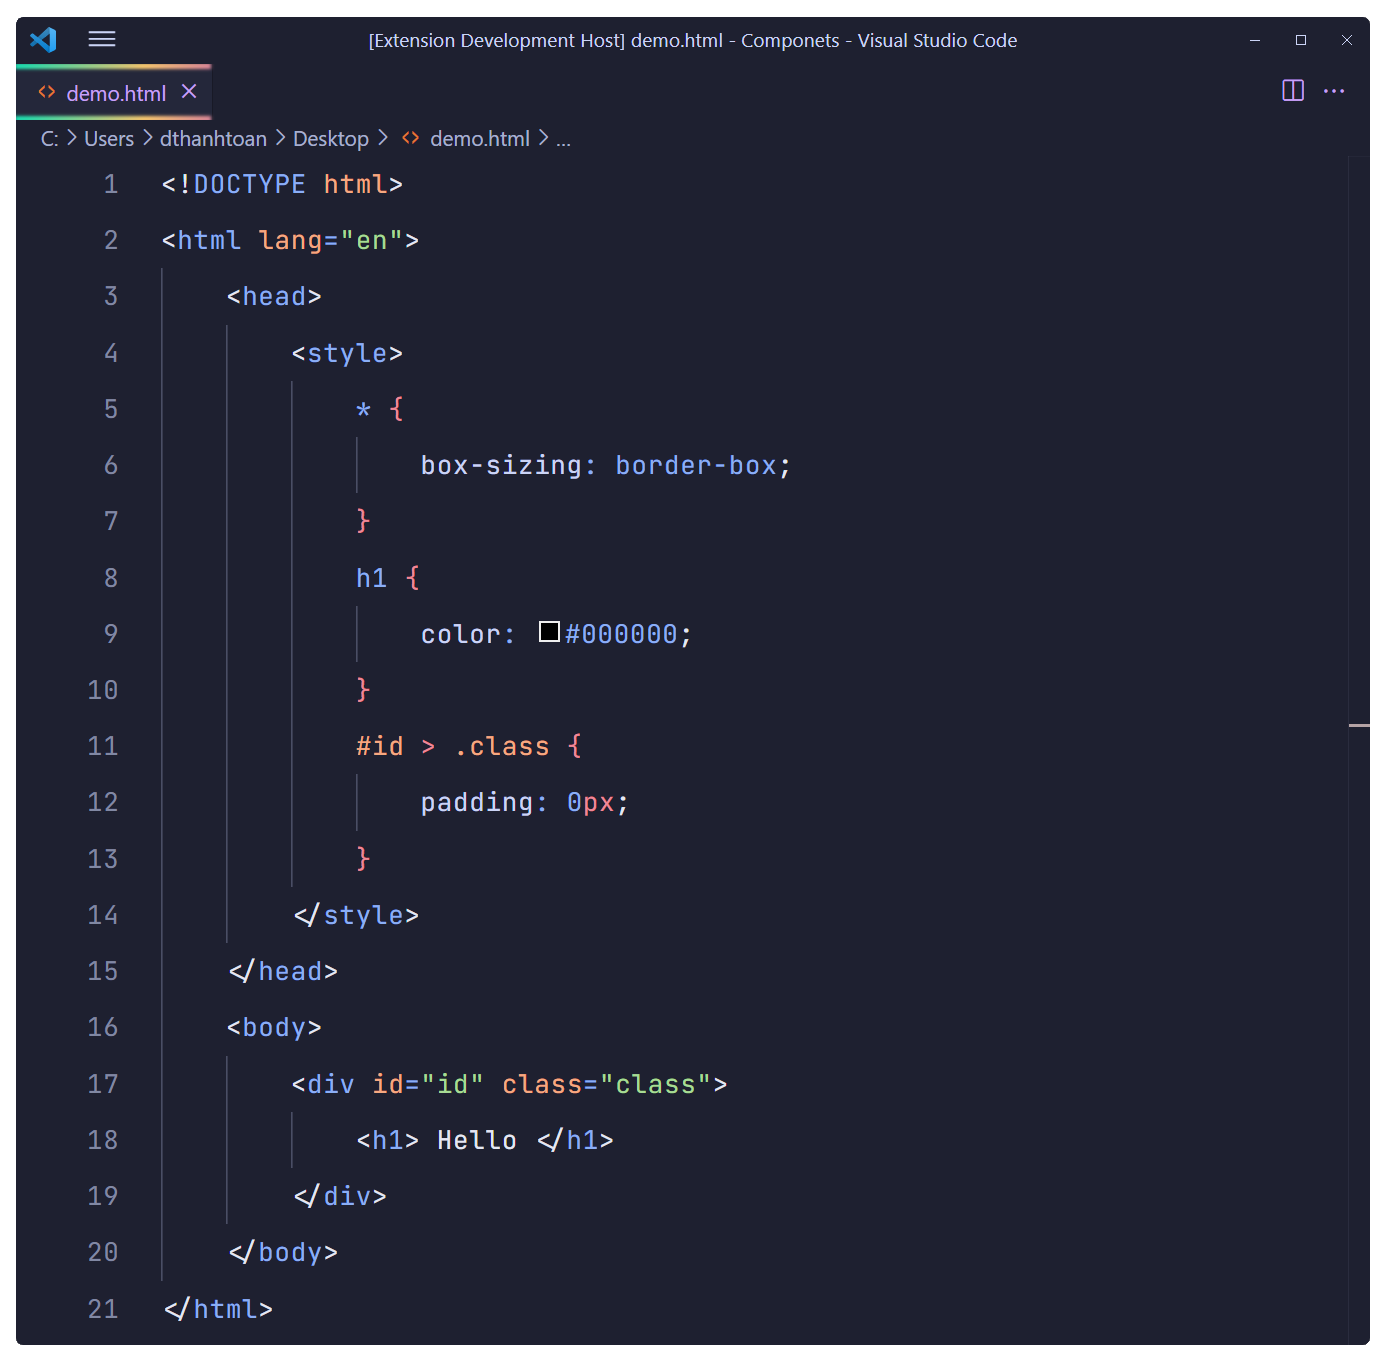 [Extension Development Host] demo.html - Componets - Visual Studio Code
demo.html
C: > Users > dthanhtoan > Desktop > demo.html > ...
1 <!DOCTYPE html>
2 <html lang="en">
3     <head>
4         <style>
5             * {
6                 box-sizing: border-box;
7             }
8             h1 {
9                 color: #000000;
10             }
11             #id > .class {
12                 padding: 0px;
13             }
14         </style>
15     </head>
16     <body>
17         <div id="id" class="class">
18             <h1> Hello </h1>
19         </div>
20     </body>
21 </html>